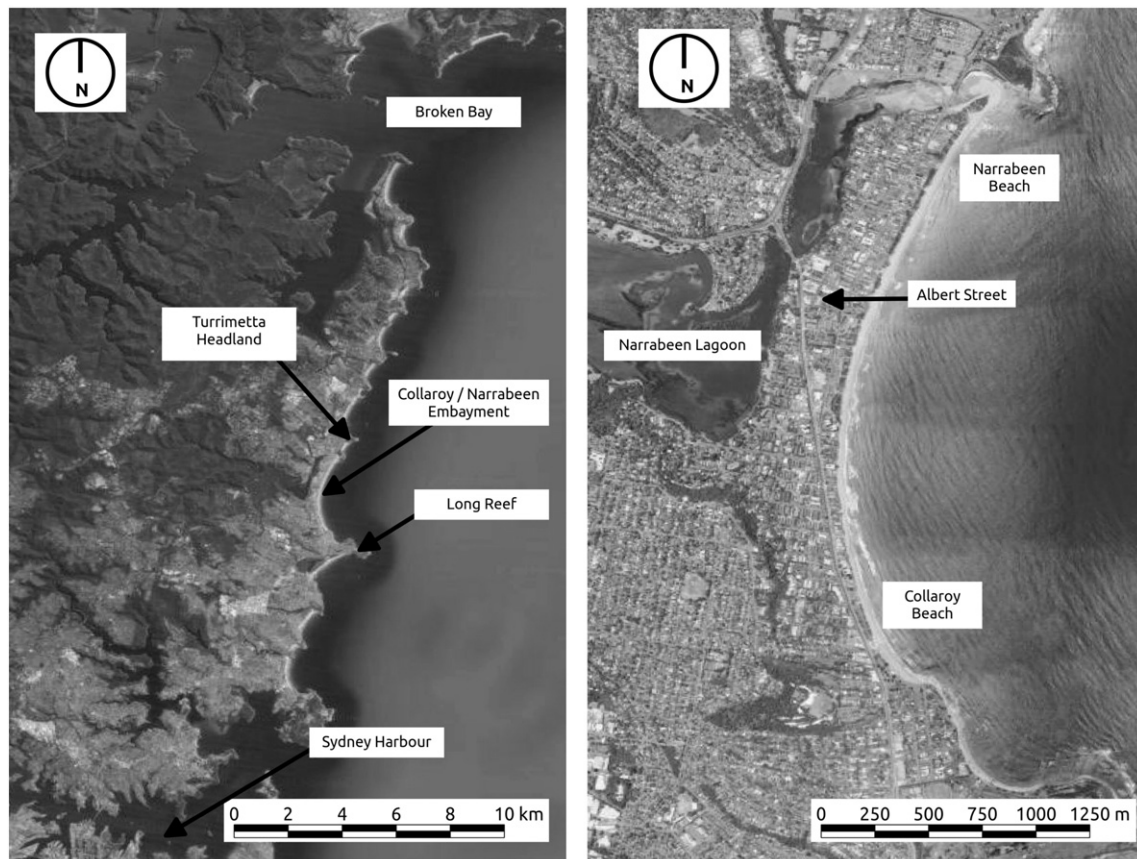 N
Broken Bay
Turrimetta
Headland
Collaroy / Narrabeen
Embayment
Long Reef
Sydney Harbour
0 2 4 6 8 10 km
N
Narrabeen
Beach
Albert Street
Narrabeen Lagoon
Collaroy
Beach
0 250 500 750 1000 1250 m